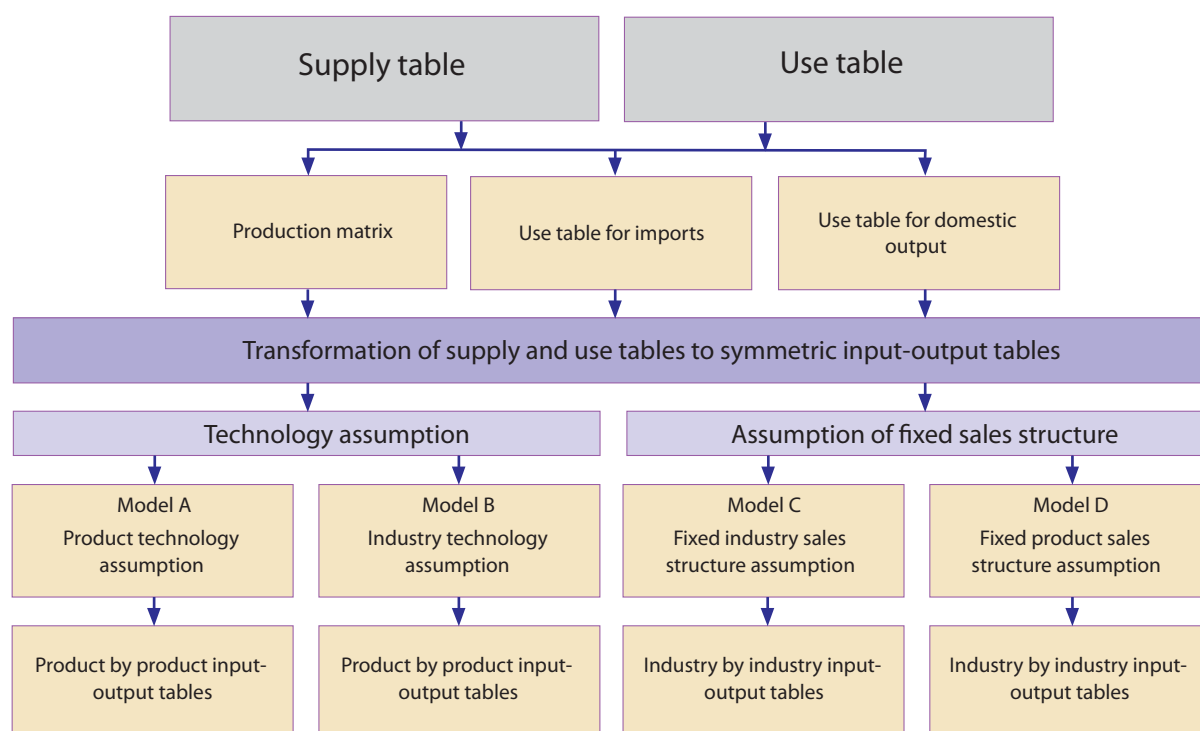 Supply table
Use table
Production matrix
Use table for imports
Use table for domestic
output
Transformation of supply and use tables to symmetric input-output tables
Technology assumption
Assumption of fixed sales structure
Model A
Product technology
assumption
Model B
Industry technology
assumption
Model C
Fixed industry sales
structure assumption
Model D
Fixed product sales
structure assumption
Product by product input-
output tables
Product by product input-
output tables
Industry by industry input-
output tables
Industry by industry input-
output tables